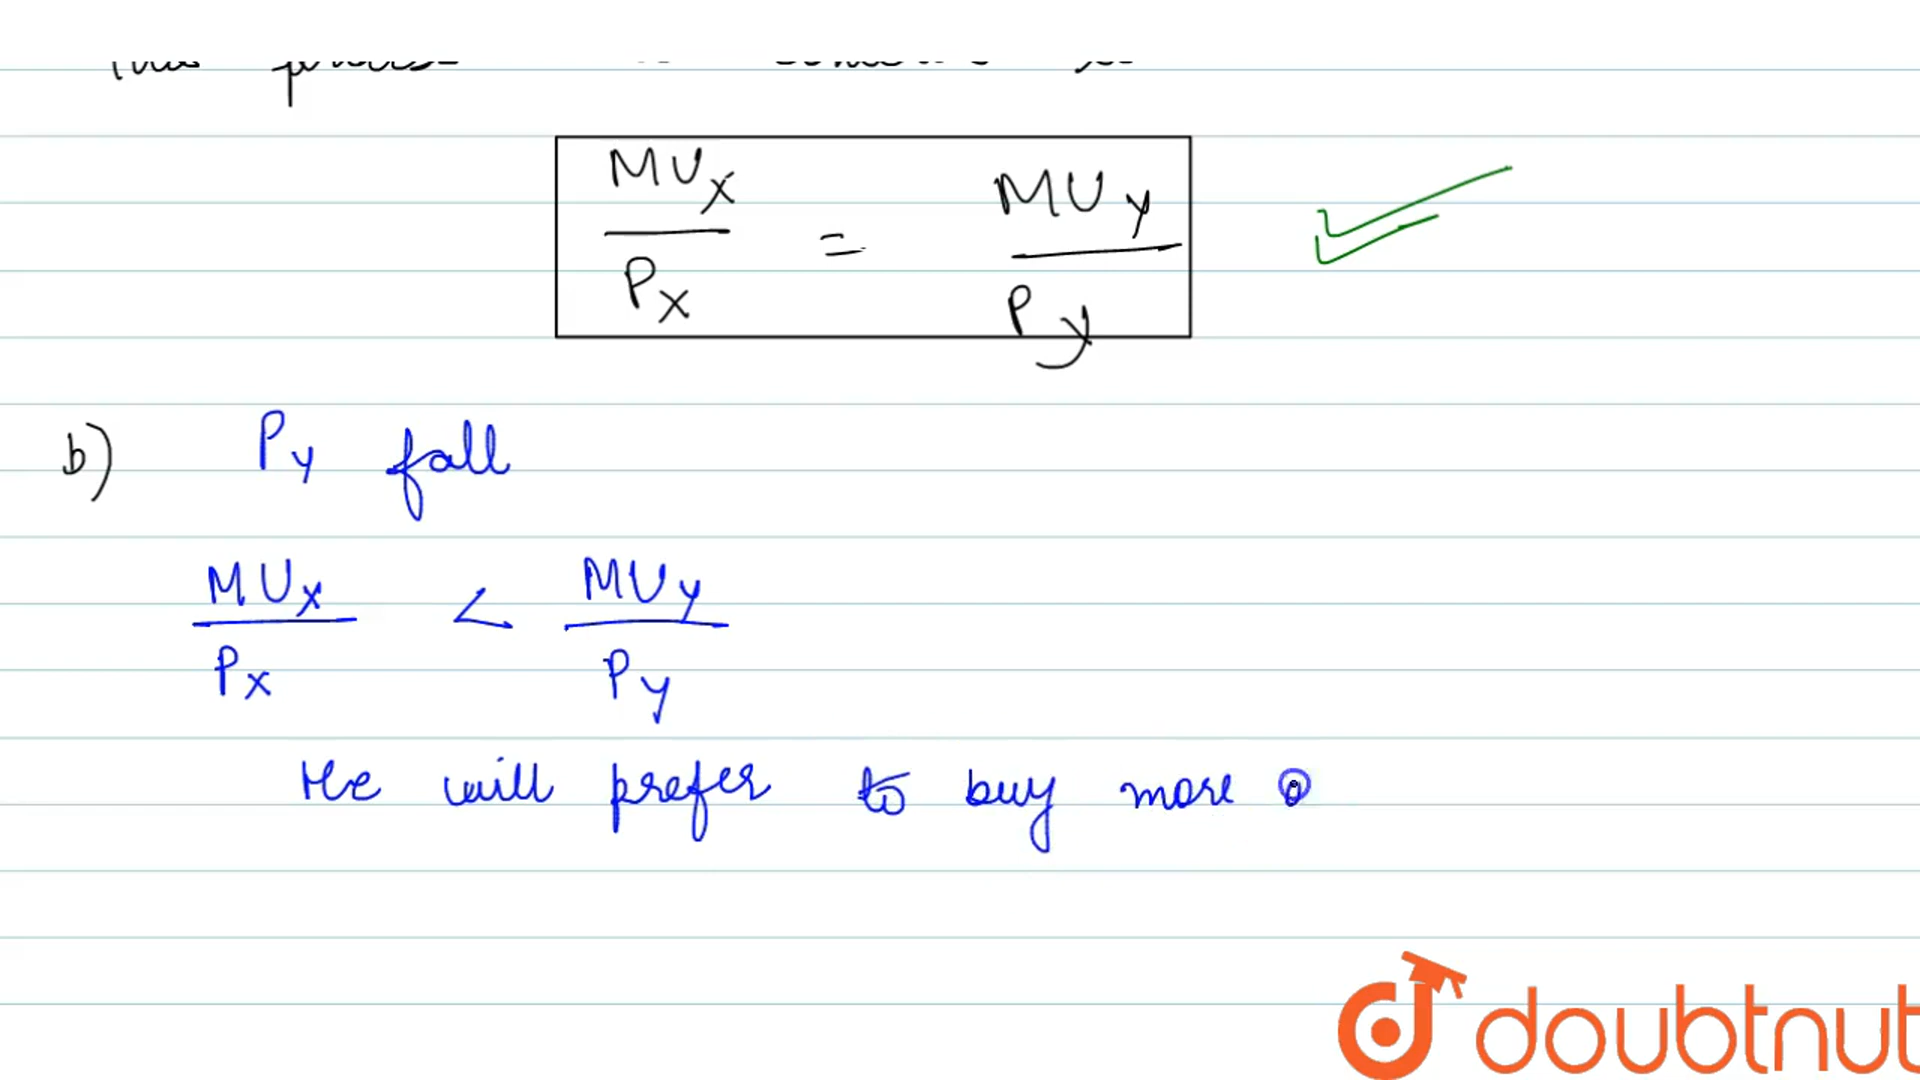 MUx = MUy
Px Py
b) Py fall
MUx < MUy
Px Py
He will prefer to buy more o
doubtnut